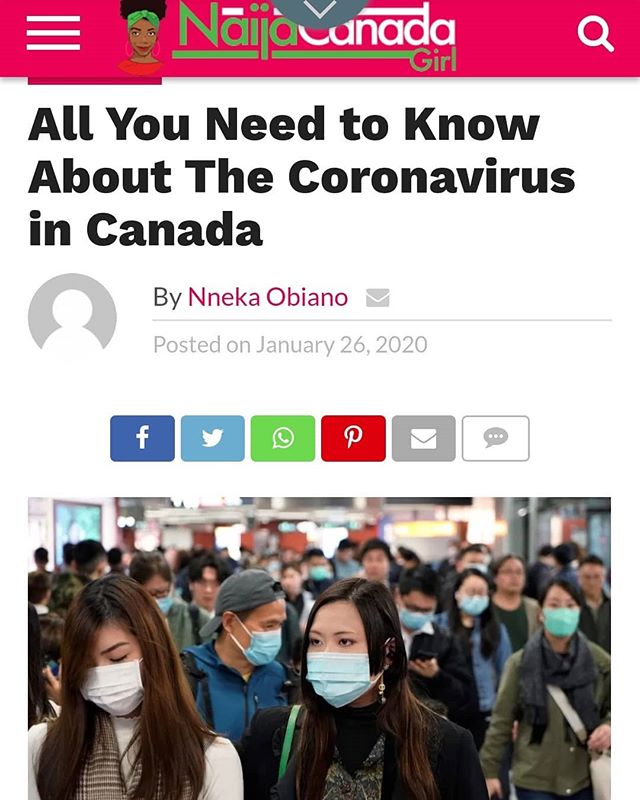 NaijaCanada
Girl
All You Need to Know
About The Coronavirus
in Canada
By Nneka Obiano
Posted on January 26, 2020